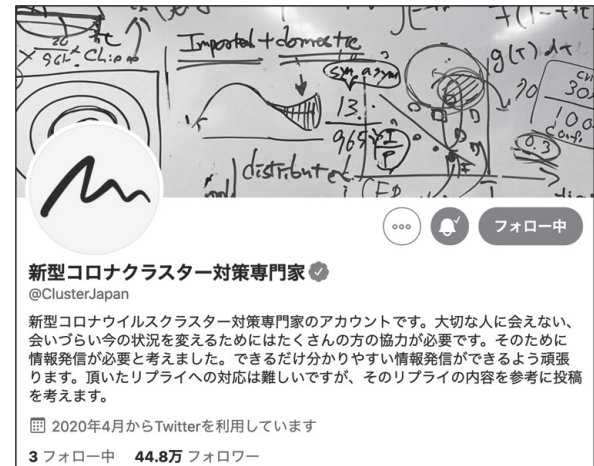 Imported + domestic
g(τ) dτ
sym asym
13
965
I
P
30
100
0.3
distributed
新型コロナクラスター対策専門家
@ClusterJapan
フォロー中
新型コロナウイルスクラスター対策専門家のアカウントです。大切な人に会えない、
会いづらい今の状況を変えるためにはたくさんの方の協力が必要です。そのために
情報発信が必要と考えました。できるだけ分かりやすい情報発信ができるよう頑張
ります。頂いたリプライへの対応は難しいですが、そのリプライの内容を参考に投稿
を考えます。
2020年4月からTwitterを利用しています
3 フォロー中 44.8万 フォロワー